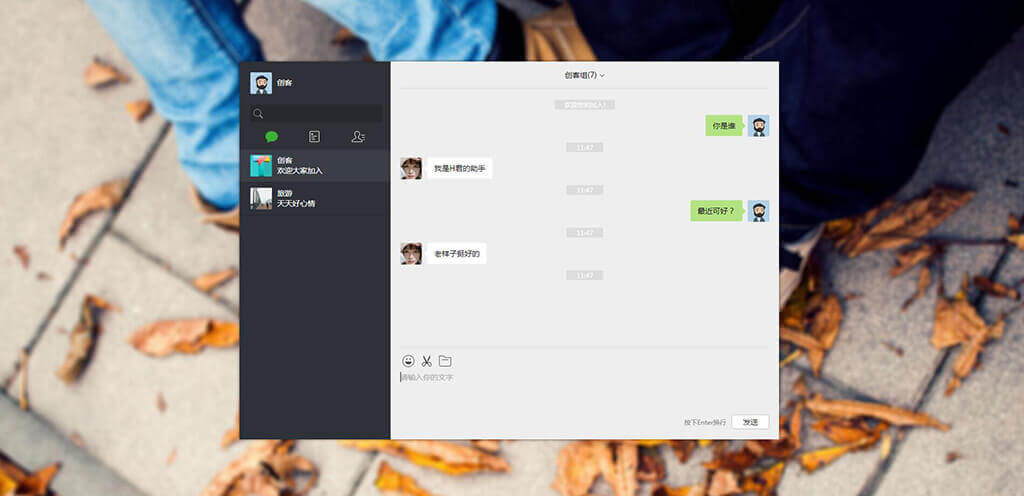 创客
创客
欢迎大家加入
旅游
天天好心情
创客组(7)
你是谁
11:47
我是H君的助手
11:47
最近可好？
11:47
老样子挺好的
11:47
请输入你的文字
按下Enter换行
发送